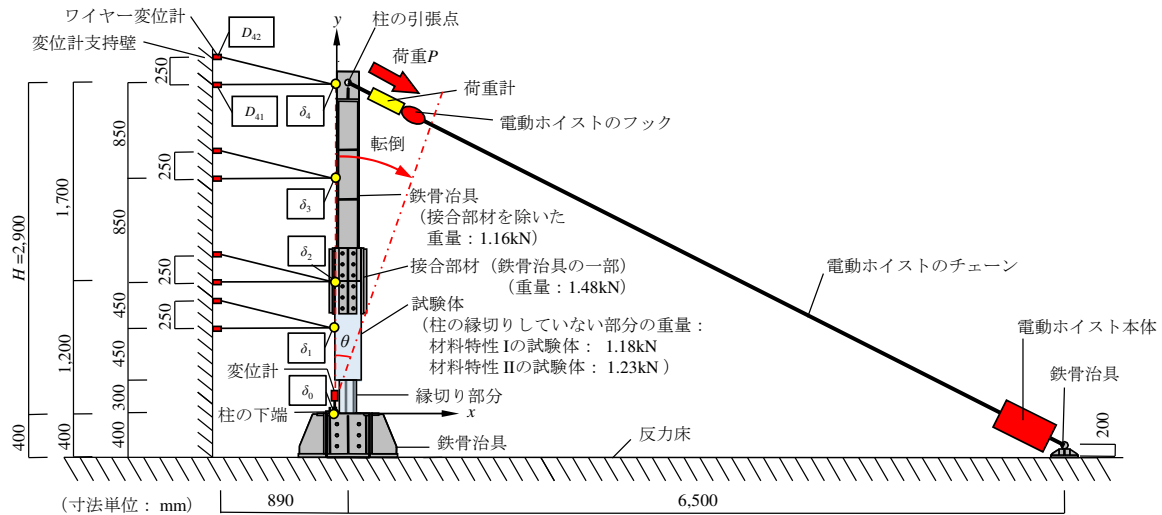 ワイヤー変位計
変位計支持壁
D42
D41
y
柱の引張点
荷重P
荷重計
電動ホイストのフック
転倒
δ4
δ3
δ2
δ1
δ0
鉄骨冶具
（接合部材を除いた
重量：1.16kN）
接合部材（鉄骨冶具の一部）
（重量：1.48kN）
試験体
（柱の縁切りしていない部分の重量：
材料特性 Iの試験体： 1.18kN
材料特性 IIの試験体： 1.23kN ）
θ
電動ホイストのチェーン
電動ホイスト本体
鉄骨治具
変位計
縁切り部分
柱の下端
x
鉄骨治具
反力床
H=2,900
400
1,700
1,200
400
850
850
450
450
300
400
250
250
250
250
200
（寸法単位： mm）
890
6,500